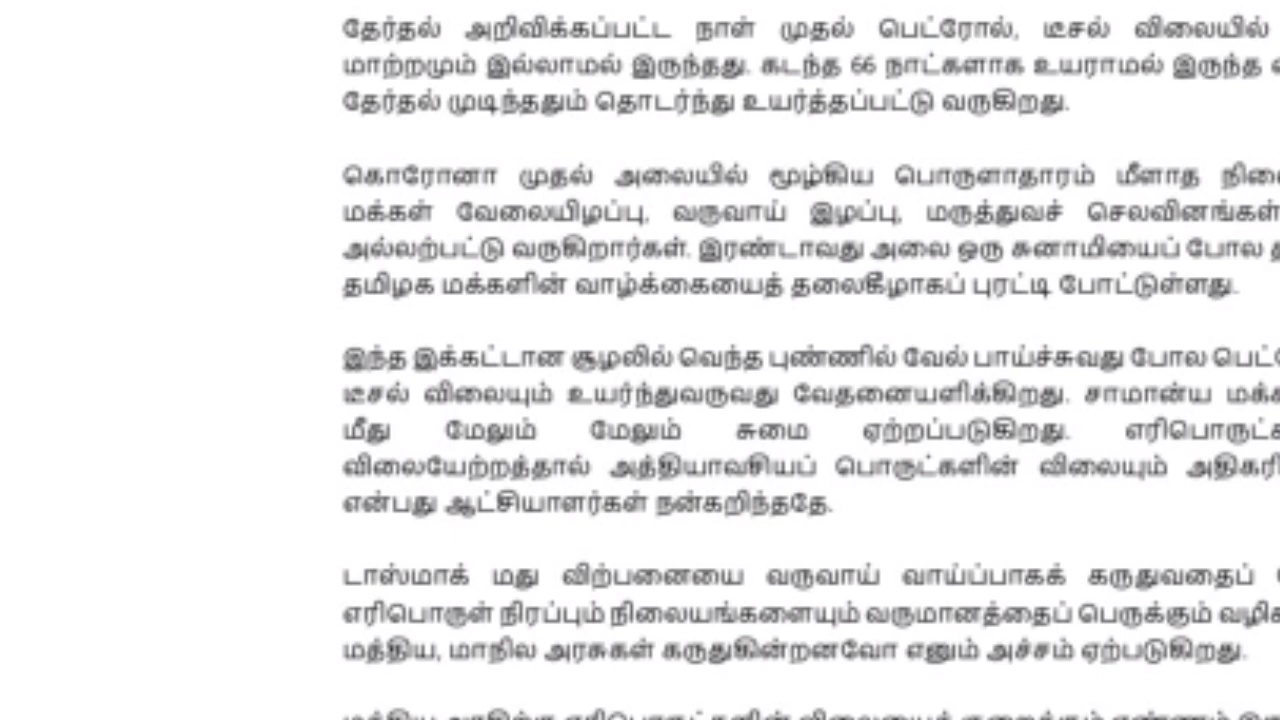 தேர்தல் அறிவிக்கப்பட்ட நாள் முதல் பெட்ரோல், டீசல் விலையில்
மாற்றமும் இல்லாமல் இருந்தது. கடந்த 66 நாட்களாக உயராமல் இருந்த
தேர்தல் முடிந்ததும் தொடர்ந்து உயர்த்தப்பட்டு வருகிறது.
கொரோனா முதல் அலையில் மூழ்கிய பொருளாதாரம் மீளாத
மக்கள் வேலையிழப்பு, வருவாய் இழப்பு, மருத்துவச் செலவினங்கள்
அல்லற்பட்டு வருகிறார்கள். இரண்டாவது அலை ஒரு சுனாமியைப் போல
தமிழக மக்களின் வாழ்க்கையைத் தலைகீழாகப் புரட்டி போட்டுள்ளது.
இந்த இக்கட்டான சூழலில் வெந்த புண்ணில் வேல் பாய்ச்சுவது போல
டீசல் விலையும் உயர்ந்துவருவது வேதனையளிக்கிறது. சாமான்ய
மீது மேலும் மேலும் சுமை ஏற்றப்படுகிறது.
விலையேற்றத்தால் அத்தியாவசியப் பொருட்களின் விலையும்
என்பது ஆட்சியாளர்கள் நன்கறிந்ததே.
டாஸ்மாக் மது விற்பனையை வருவாய் வாய்ப்பாகக் கருதுவதைப்
எரிபொருள் நிரப்பும் நிலையங்களையும் வருமானத்தைப் பெருக்கும்
மத்திய, மாநில அரசுகள் கருதுகின்றனவோ எனும் அச்சம் ஏற்படுகிறது.